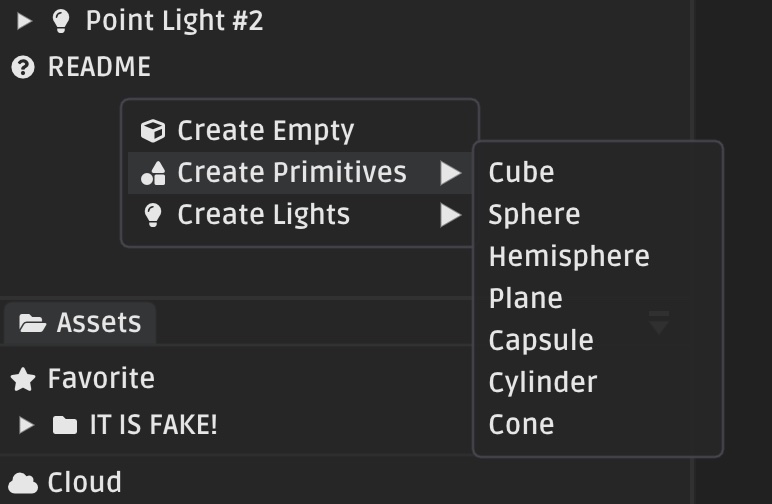 Point Light #2
README
Create Empty
Create Primitives
Create Lights
Cube
Sphere
Hemisphere
Plane
Capsule
Cylinder
Cone
Assets
Favorite
IT IS FAKE!
Cloud